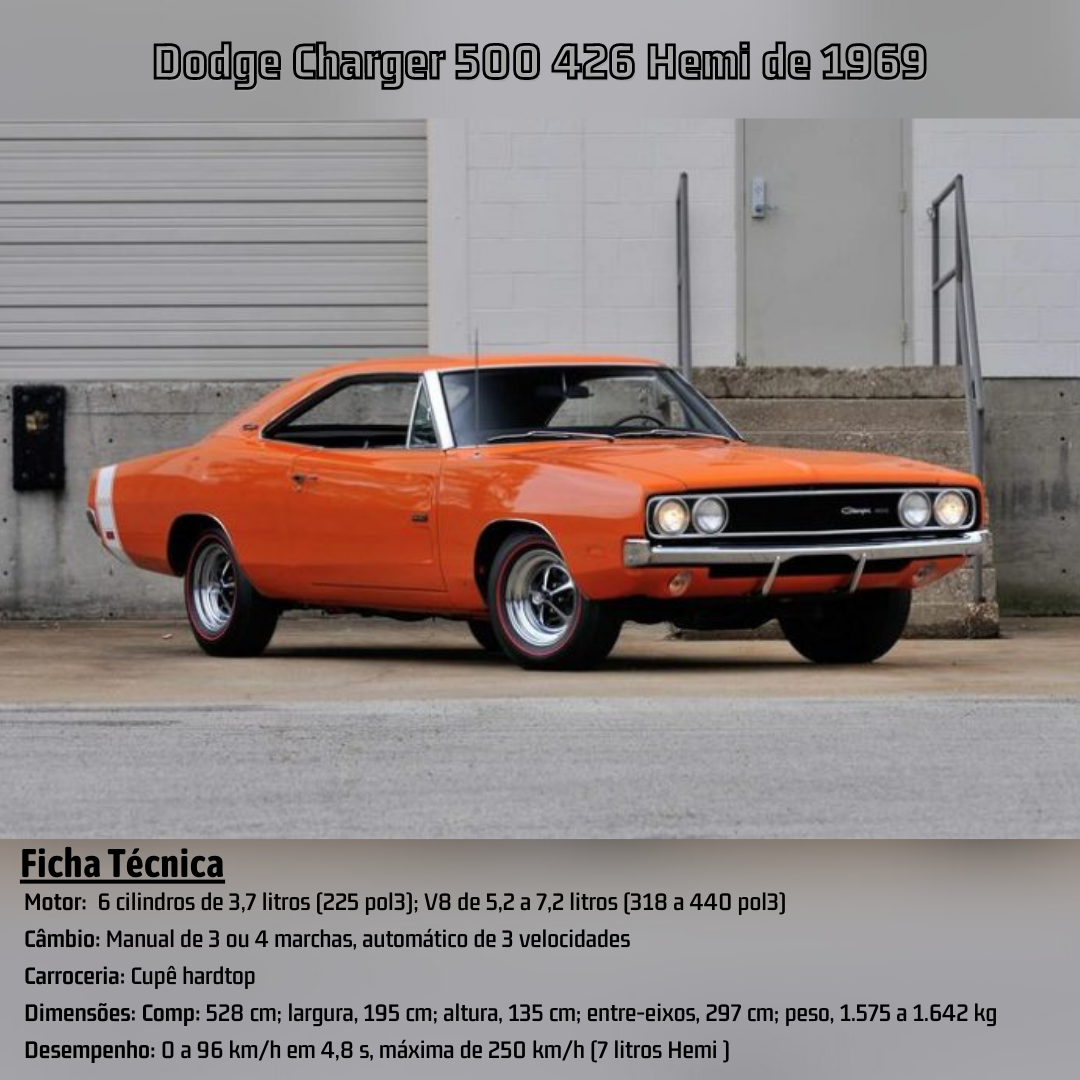 Dodge Charger 500 426 Hemi de 1969
Charger 500
Ficha Técnica
Motor: 6 cilindros de 3,7 litros (225 pol3); V8 de 5,2 a 7,2 litros (318 a 440 pol3)
Câmbio: Manual de 3 ou 4 marchas, automático de 3 velocidades
Carroceria: Cupê hardtop
Dimensões: Comp: 528 cm; largura, 195 cm; altura, 135 cm; entre-eixos, 297 cm; peso, 1.575 a 1.642 kg
Desempenho: 0 a 96 km/h em 4,8 s, máxima de 250 km/h (7 litros Hemi )